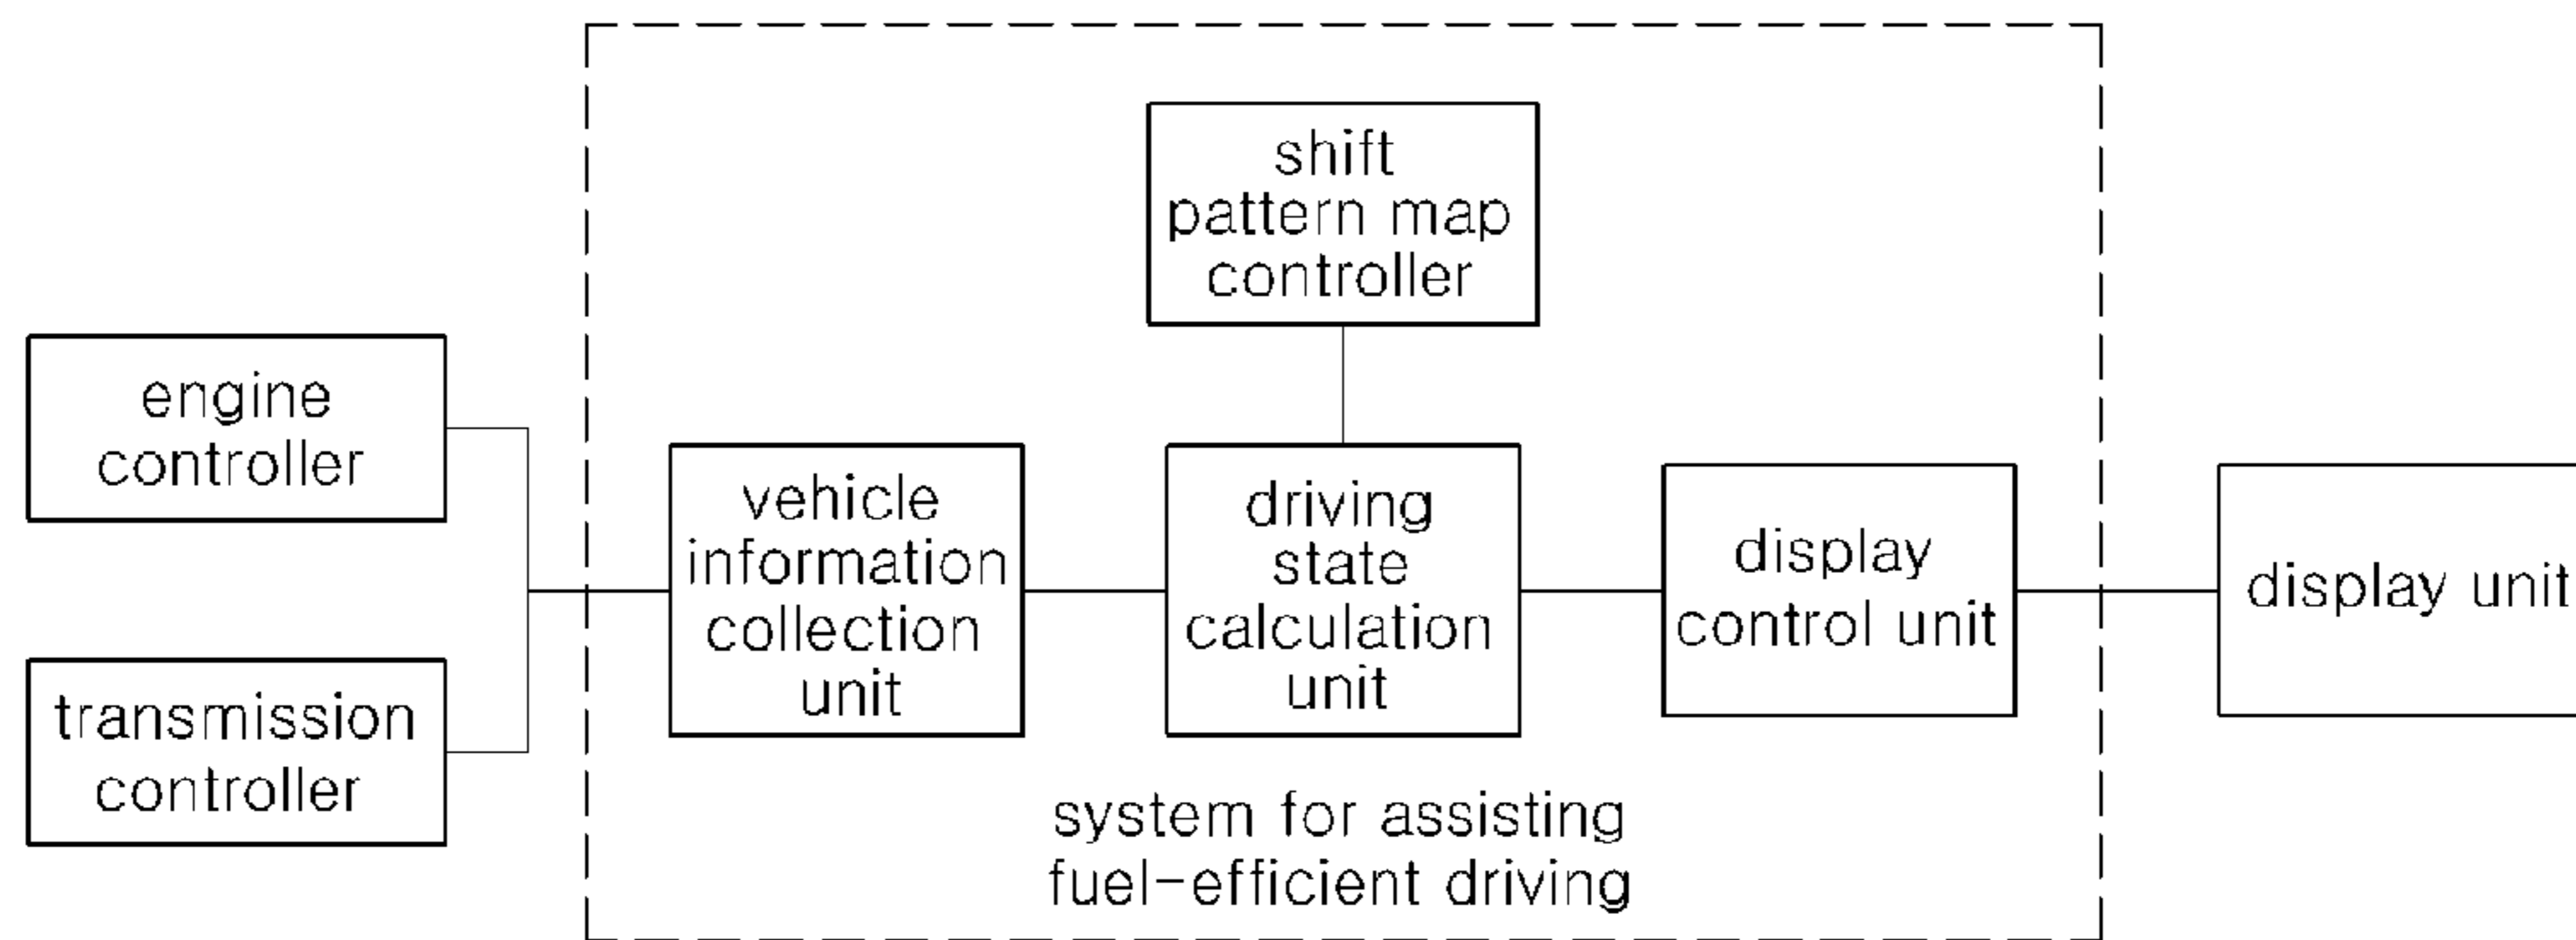 shift
pattern map
controller
engine
controller
transmission
controller
vehicle
information
collection
unit
driving
state
calculation
unit
display
control unit
display unit
system for assisting
fuel-efficient driving